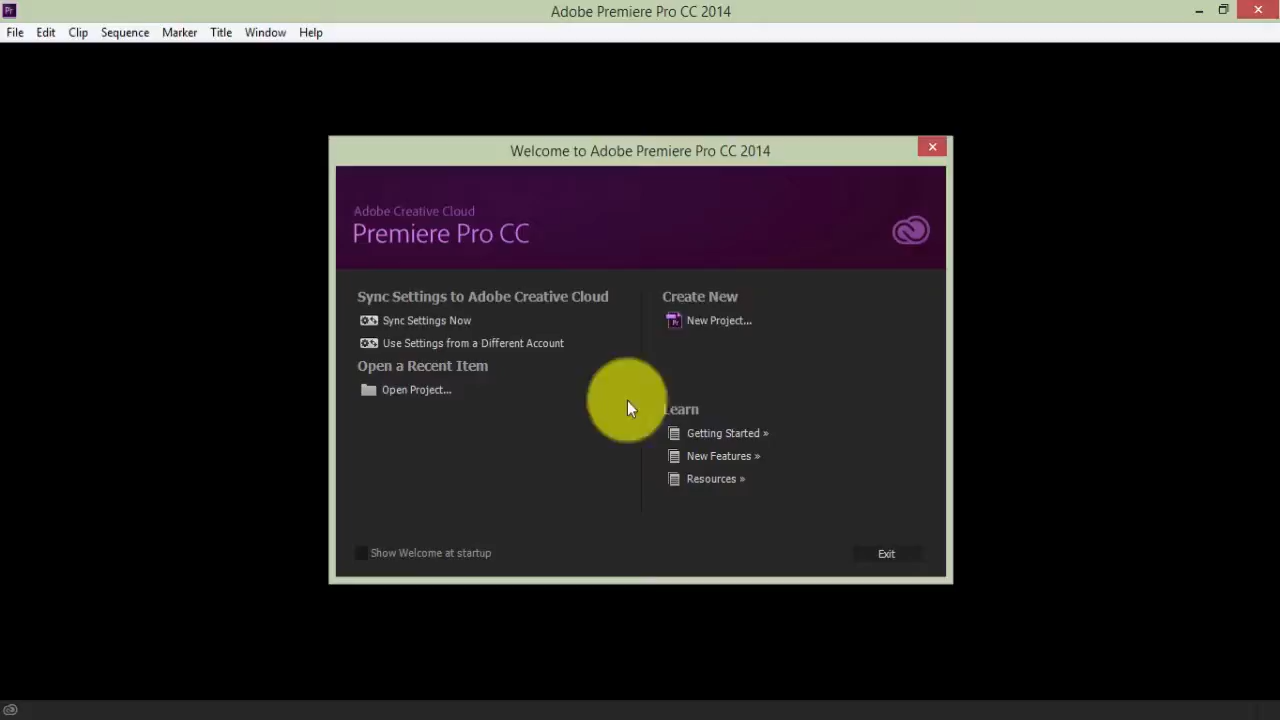 Pr
Adobe Premiere Pro CC 2014
File Edit Clip Sequence Marker Title Window Help
Welcome to Adobe Premiere Pro CC 2014
Adobe Creative Cloud
Premiere Pro CC
Sync Settings to Adobe Creative Cloud
Sync Settings Now
Use Settings from a Different Account
Open a Recent Item
Open Project...
Create New
Pr
New Project...
Learn
Getting Started »
New Features »
Resources »
Show Welcome at startup
Exit